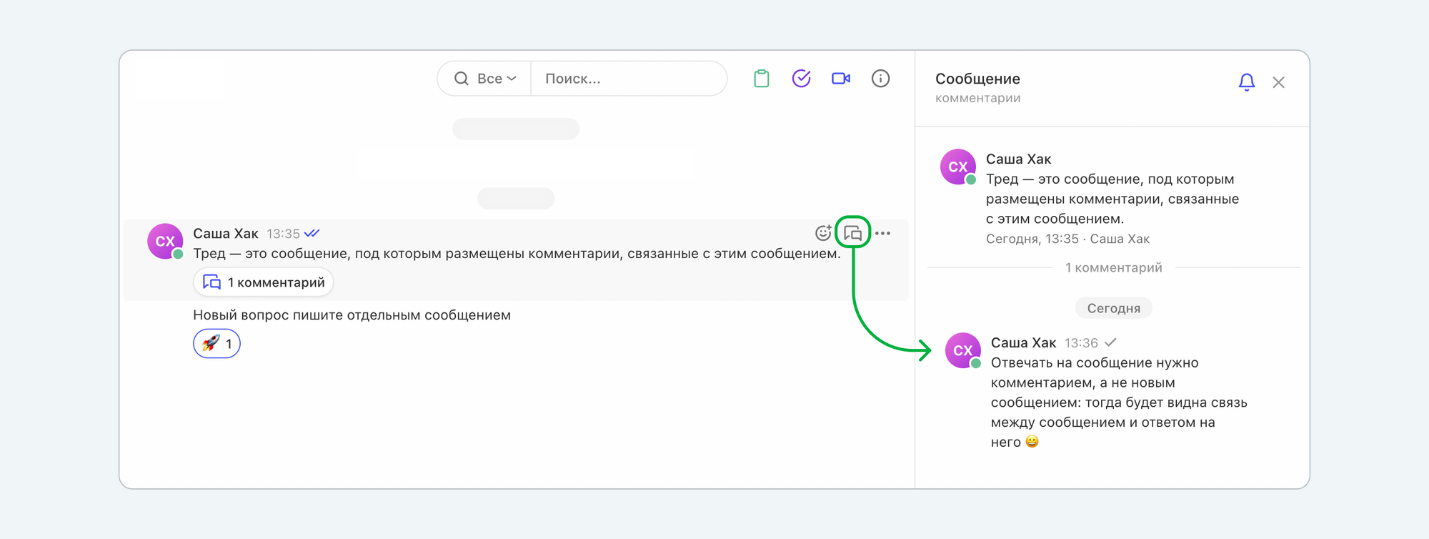 Все
Поиск...
СХ
Саша Хак 13:35
Тред — это сообщение, под которым размещены комментарии, связанные с этим сообщением.
1 комментарий
Новый вопрос пишите отдельным сообщением
🚀 1
Сообщение
комментарии
СХ
Саша Хак
Тред — это сообщение, под которым
размещены комментарии, связанные
с этим сообщением.
Сегодня, 13:35 · Саша Хак
1 комментарий
Сегодня
СХ
Саша Хак 13:36
Отвечать на сообщение нужно
комментарием, а не новым
сообщением: тогда будет видна связь
между сообщением и ответом на
него 😄